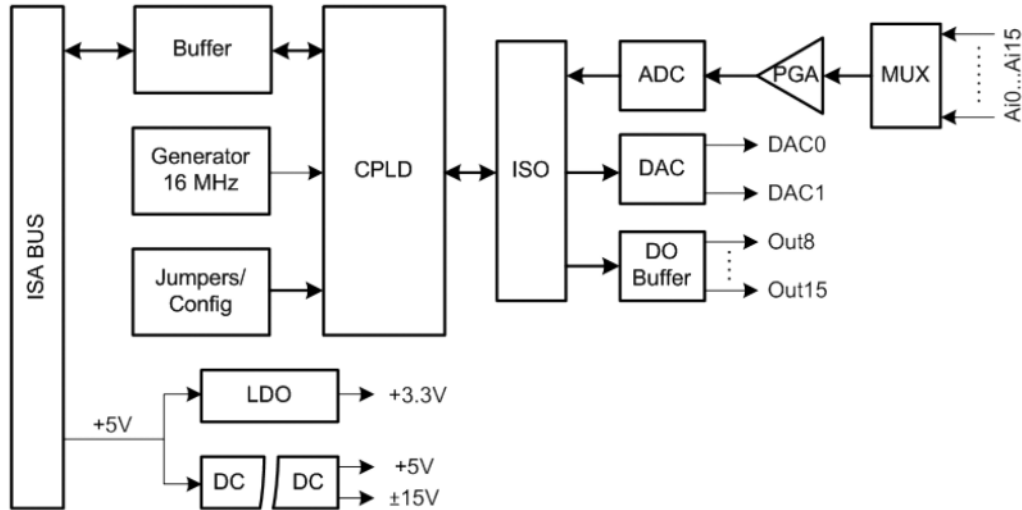 ISA BUS
Buffer
Generator
16 MHz
Jumpers/
Config
CPLD
ISO
ADC
PGA
MUX
Ai0...Ai15
DAC
DAC0
DAC1
DO
Buffer
Out8
Out15
+5V
LDO
+3.3V
DC
DC
+5V
±15V